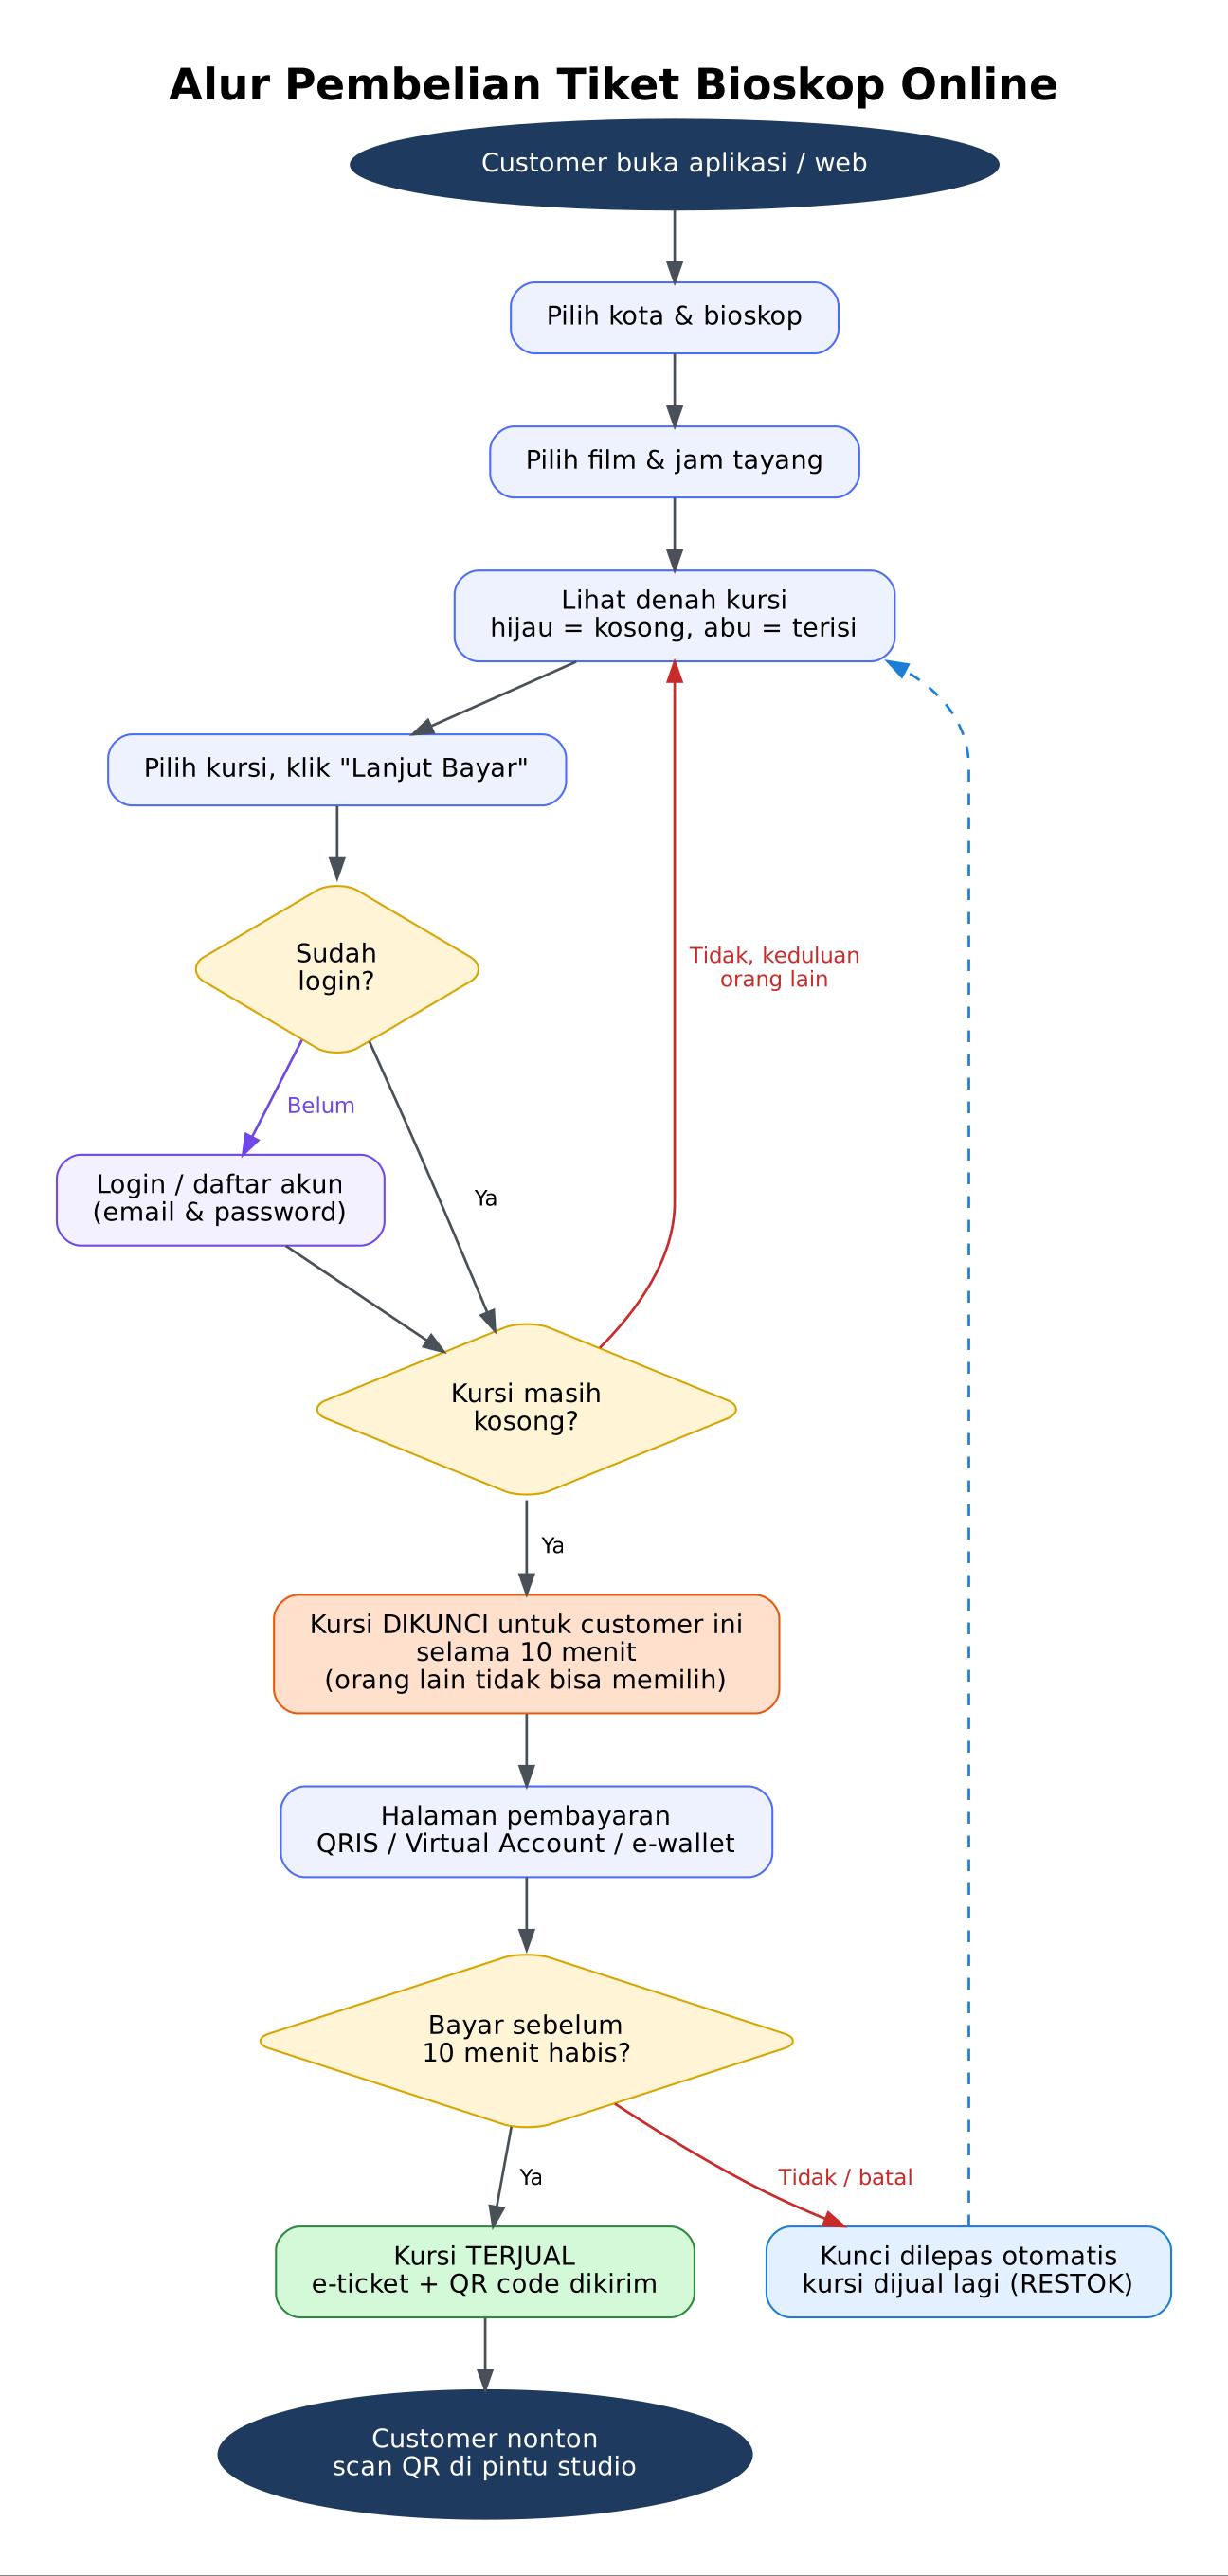 Alur Pembelian Tiket Bioskop Online
Customer buka aplikasi / web
Pilih kota & bioskop
Pilih film & jam tayang
Lihat denah kursi
hijau = kosong, abu = terisi
Pilih kursi, klik "Lanjut Bayar"
Sudah
login?
Tidak, keduluan
orang lain
Belum
Login / daftar akun
(email & password)
Ya
Kursi masih
kosong?
Ya
Kursi DIKUNCI untuk customer ini
selama 10 menit
(orang lain tidak bisa memilih)
Halaman pembayaran
QRIS / Virtual Account / e-wallet
Bayar sebelum
10 menit habis?
Ya
Tidak / batal
Kursi TERJUAL
e-ticket + QR code dikirim
Kunci dilepas otomatis
kursi dijual lagi (RESTOK)
Customer nonton
scan QR di pintu studio